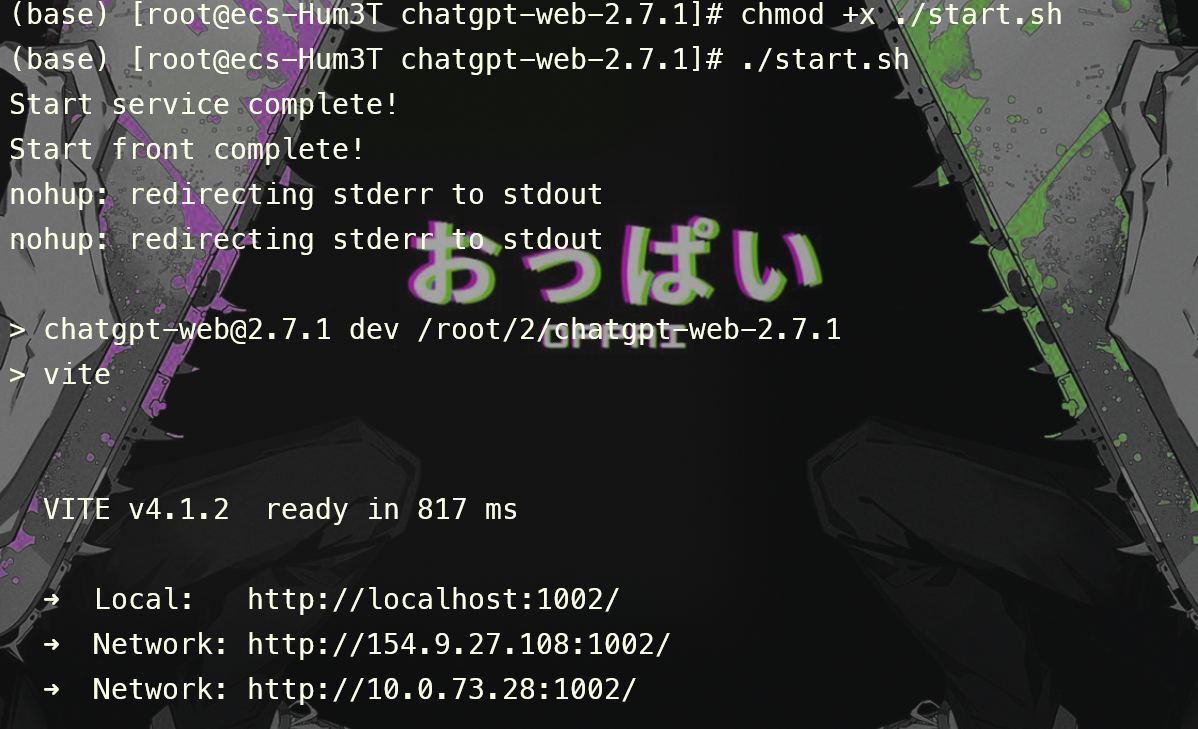 (base) [root@ecs-Hum3T chatgpt-web-2.7.1]# chmod +x ./start.sh
(base) [root@ecs-Hum3T chatgpt-web-2.7.1]# ./start.sh
Start service complete!
Start front complete!
nohup: redirecting stderr to stdout
nohup: redirecting stderr to stdout
おっぱい
> chatgpt-web@2.7.1 dev /root/2/chatgpt-web-2.7.1
OPPAI
> vite
VITE v4.1.2  ready in 817 ms
➜  Local:   http://localhost:1002/
➜  Network: http://154.9.27.108:1002/
➜  Network: http://10.0.73.28:1002/